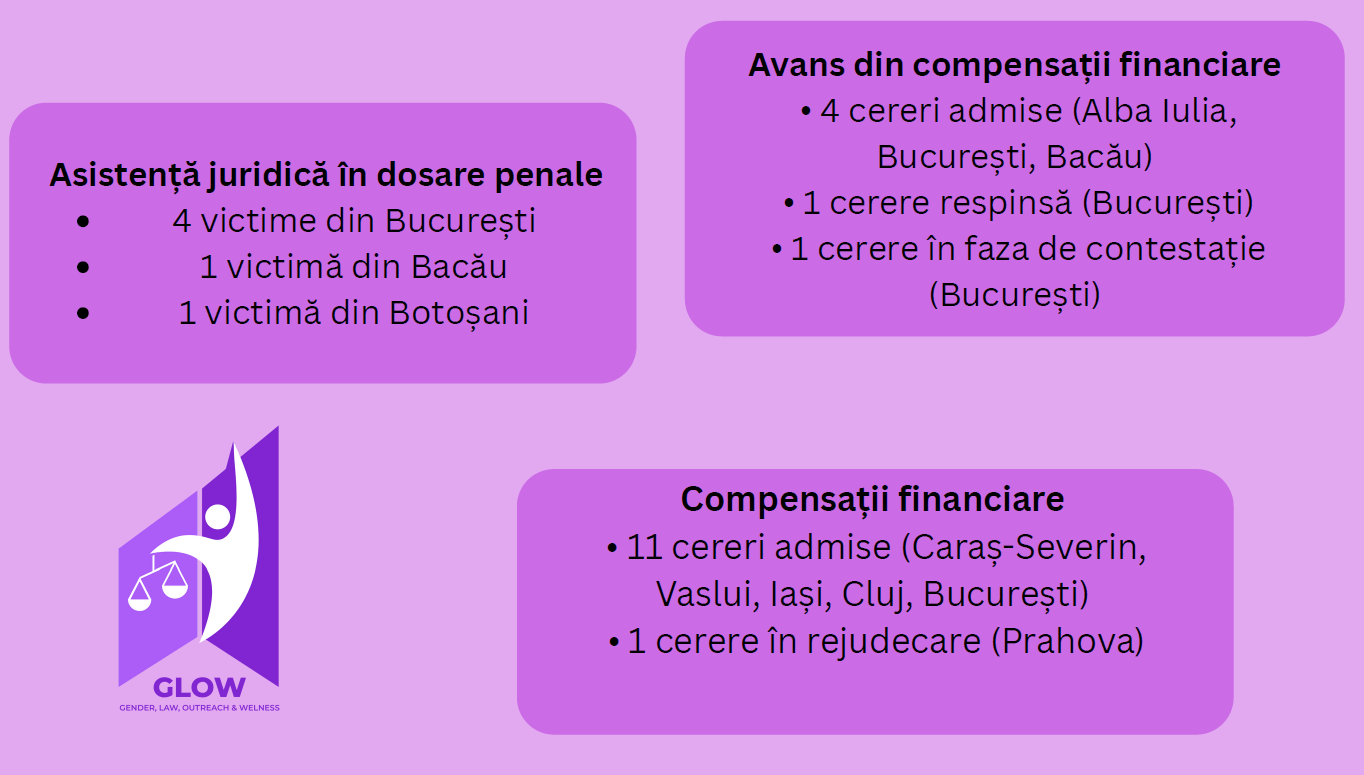 Asistență juridică în dosare penale
• 4 victime din București
• 1 victimă din Bacău
• 1 victimă din Botoșani
Avans din compensații financiare
• 4 cereri admise (Alba Iulia,
București, Bacău)
• 1 cerere respinsă (București)
• 1 cerere în faza de contestație
(București)
Compensații financiare
• 11 cereri admise (Caraș-Severin,
Vaslui, Iași, Cluj, București)
• 1 cerere în rejudecare (Prahova)
GLOW
GENDER, LAW, OUTREACH & WELNESS